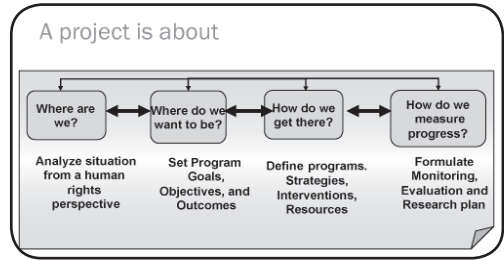 A project is about
Where are
we?
Where do we
want to be?
How do we
get there?
How do we
measure
progress?
Analyze situation
from a human
rights
perspective
Set Program
Goals,
Objectives, and
Outcomes
Define programs.
Strategies,
Interventions,
Resources
Formulate
Monitoring,
Evaluation and
Research plan